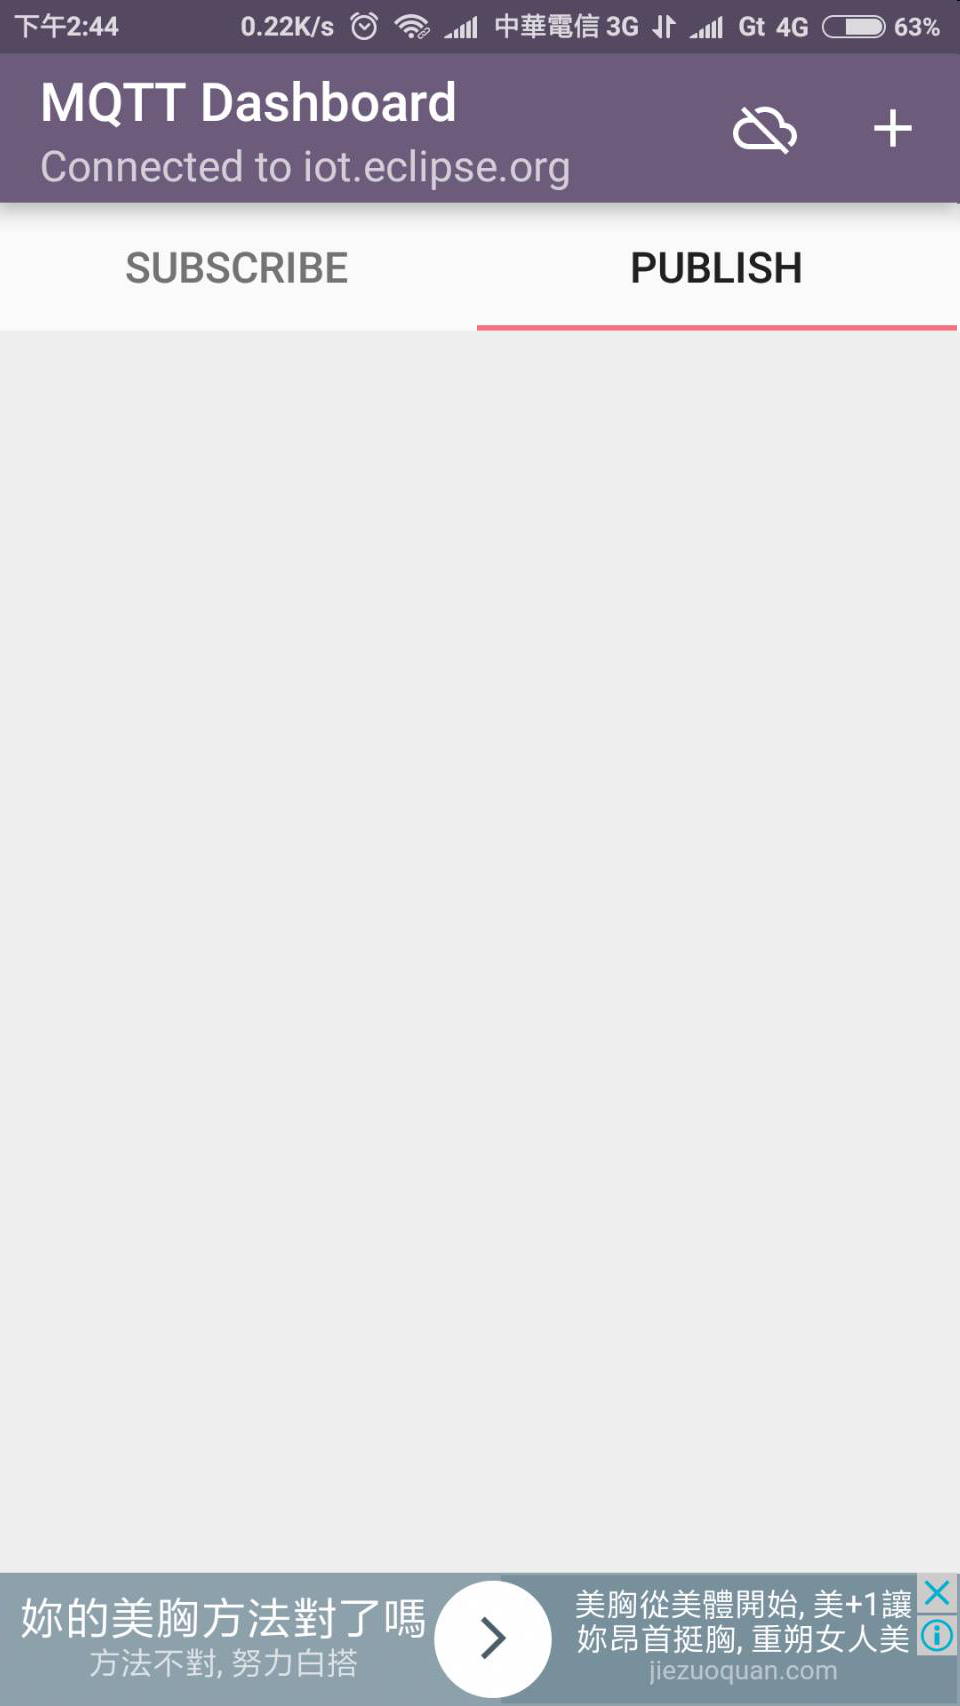 下午2:44 0.22K/s 中華電信 3G Gt 4G 63%
MQTT Dashboard
Connected to iot.eclipse.org
SUBSCRIBE PUBLISH
妳的美胸方法對了嗎
方法不對, 努力白搭
美胸從美體開始, 美+1讓
妳昂首挺胸, 重朔女人美
jiezuoquan.com